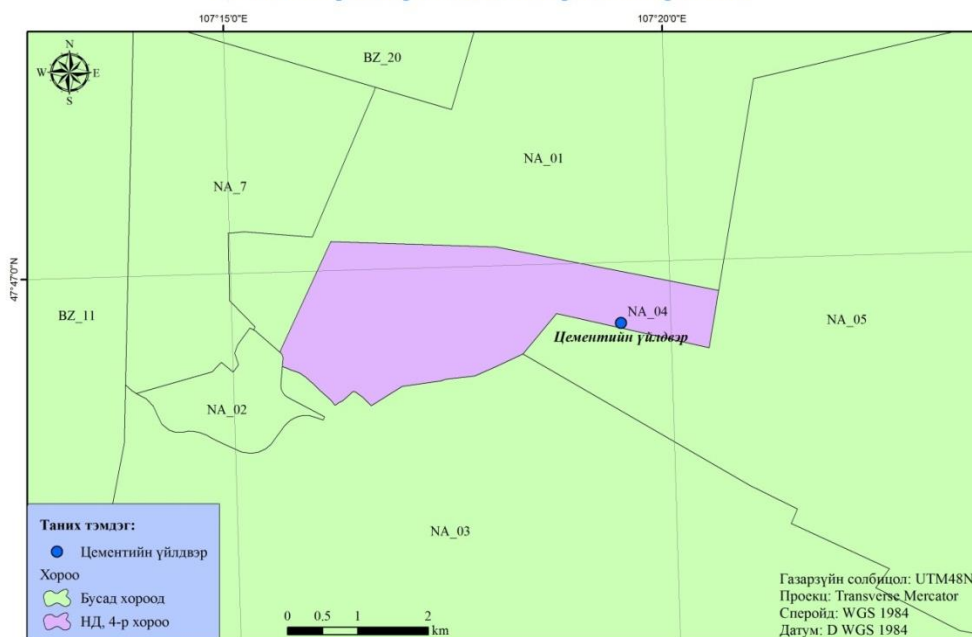 107°15'0"E
107°20'0"E
N
W E
S
BZ_20
NA_01
NA_7
47°47'0"N
BZ_11
NA_04
NA_05
Цементийн үйлдвэр
NA_02
NA_03
Таних тэмдэг:
Цементийн үйлдвэр
Хороо
Бусад хороод
НД, 4-р хороо
0 0.5 1 2
km
Газарзүйн солбицол: UTM48N
Проекц: Transverse Mercator
Сперойд: WGS 1984
Датум: D WGS 1984